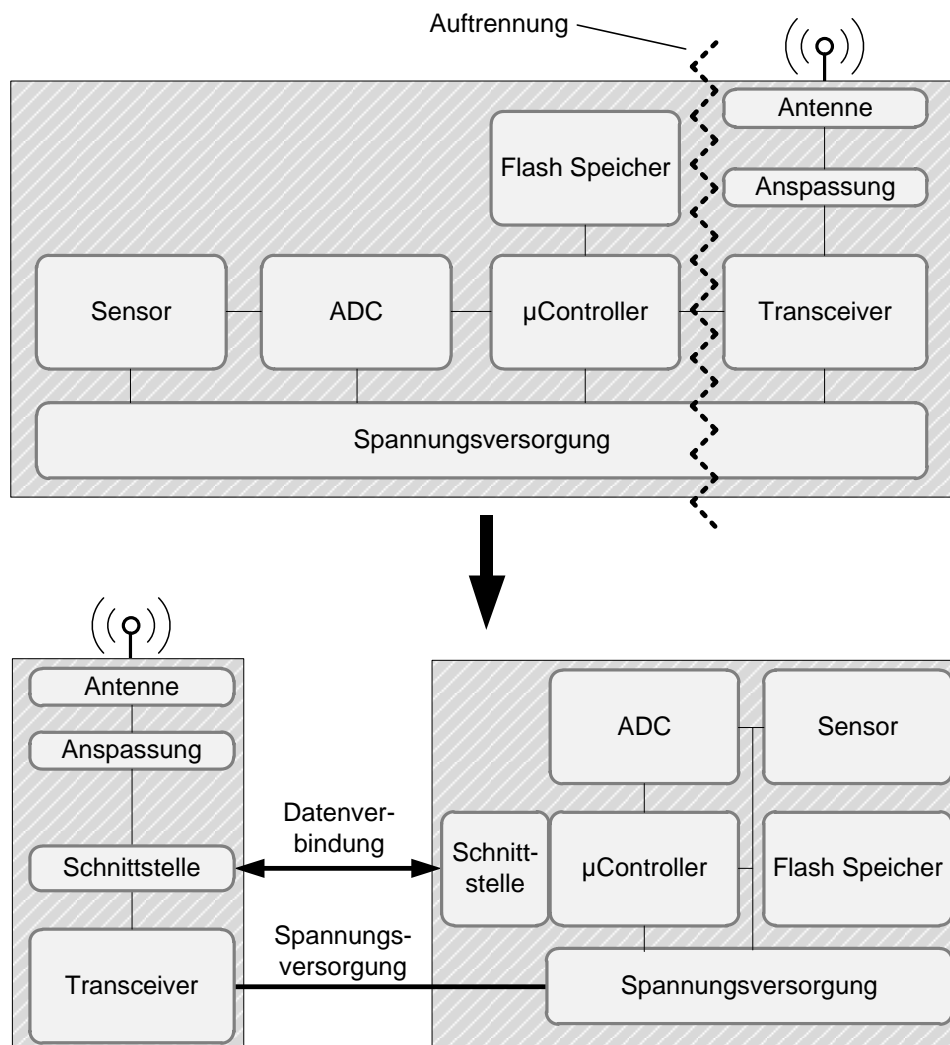 Auftrennung
Antenne
Flash Speicher
Anspassung
Sensor
ADC
µController
Transceiver
Spannungsversorgung
Antenne
Anspassung
Schnittstelle
Transceiver
Datenver-
bindung
Spannungs-
versorgung
ADC
Sensor
Schnitt-
stelle
µController
Flash Speicher
Spannungsversorgung